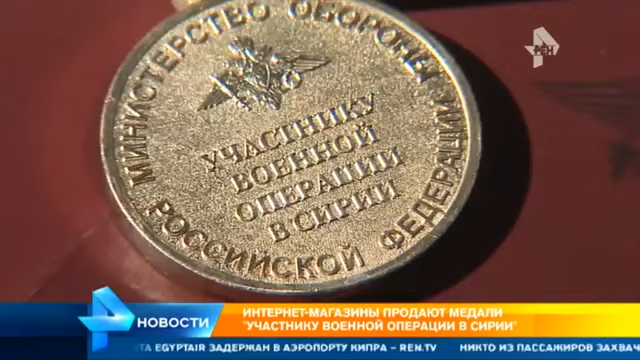 РЕН
МИНИСТЕРСТВО ОБОРОНЫ
РОССИЙСКОЙ ФЕДЕРАЦИИ
УЧАСТНИКУ
ВОЕННОЙ
ОПЕРАЦИИ
В СИРИИ
ИНТЕРНЕТ-МАГАЗИНЫ ПРОДАЮТ МЕДАЛИ
"УЧАСТНИКУ ВОЕННОЙ ОПЕРАЦИИ В СИРИИ"
НОВОСТИ
EGYPTAIR ЗАДЕРЖАН В АЭРОПОРТУ КИПРА – REN.TV НИКТО ИЗ ПАССАЖИРОВ